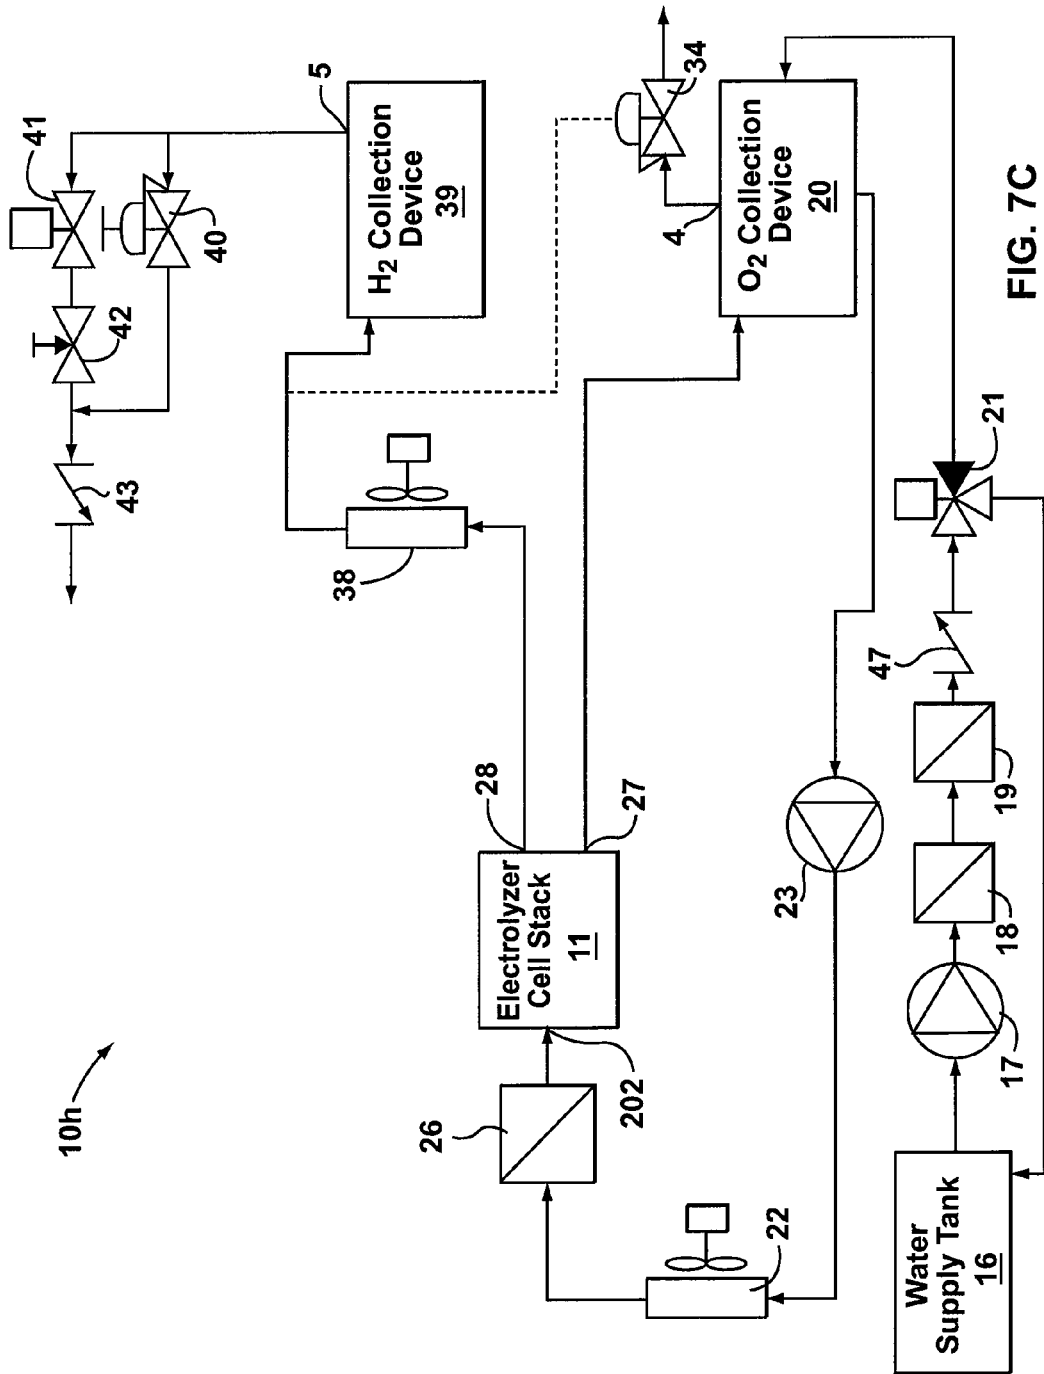 10h
41
5
42
40
43
H2 Collection
Device
39
34
38
4
O2 Collection
Device
20
28
27
Electrolyzer
Cell Stack
11
26
202
22
23
21
47
19
18
17
Water
Supply Tank
16
FIG. 7C